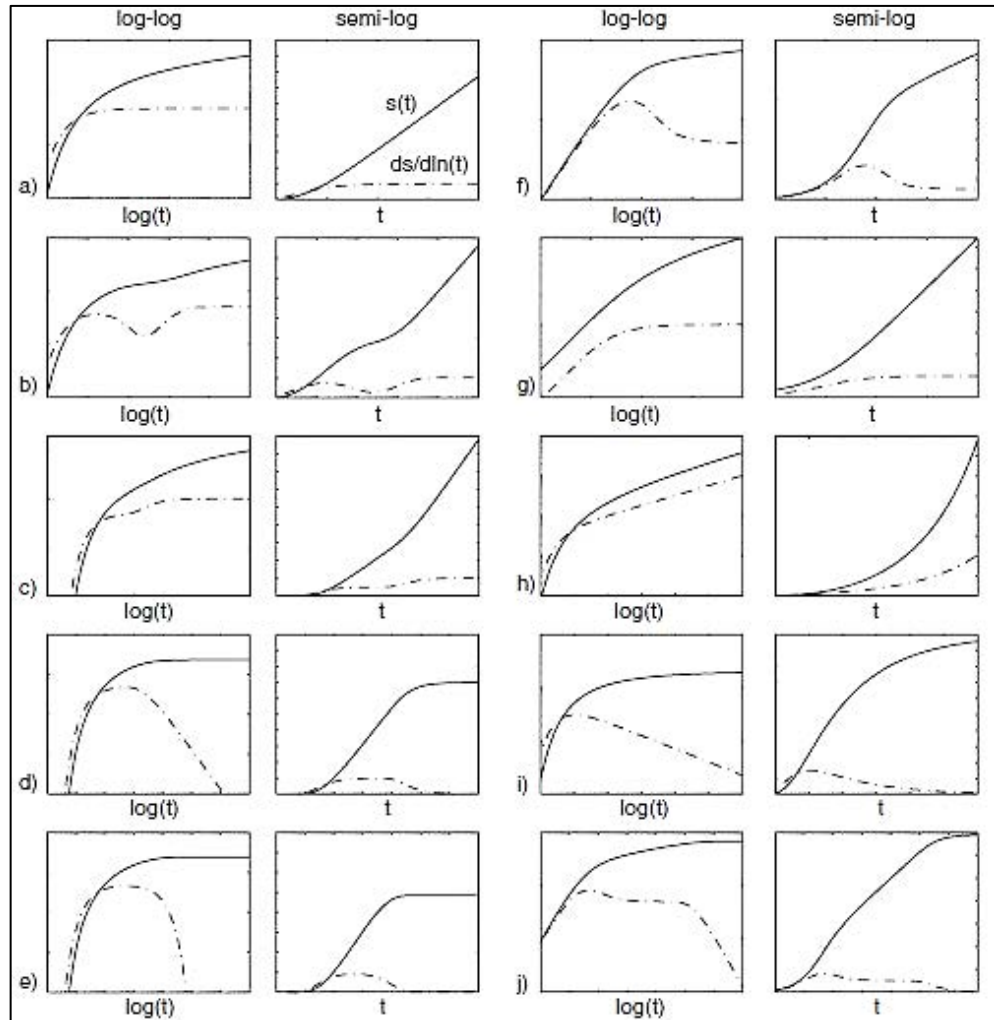 log-log semi-log log-log semi-log
s(t)
ds/dln(t)
a) f)
log(t) t log(t) t
b) g)
log(t) t log(t) t
c) h)
log(t) t log(t) t
d) i)
log(t) t log(t) t
e) j)
log(t) t log(t) t